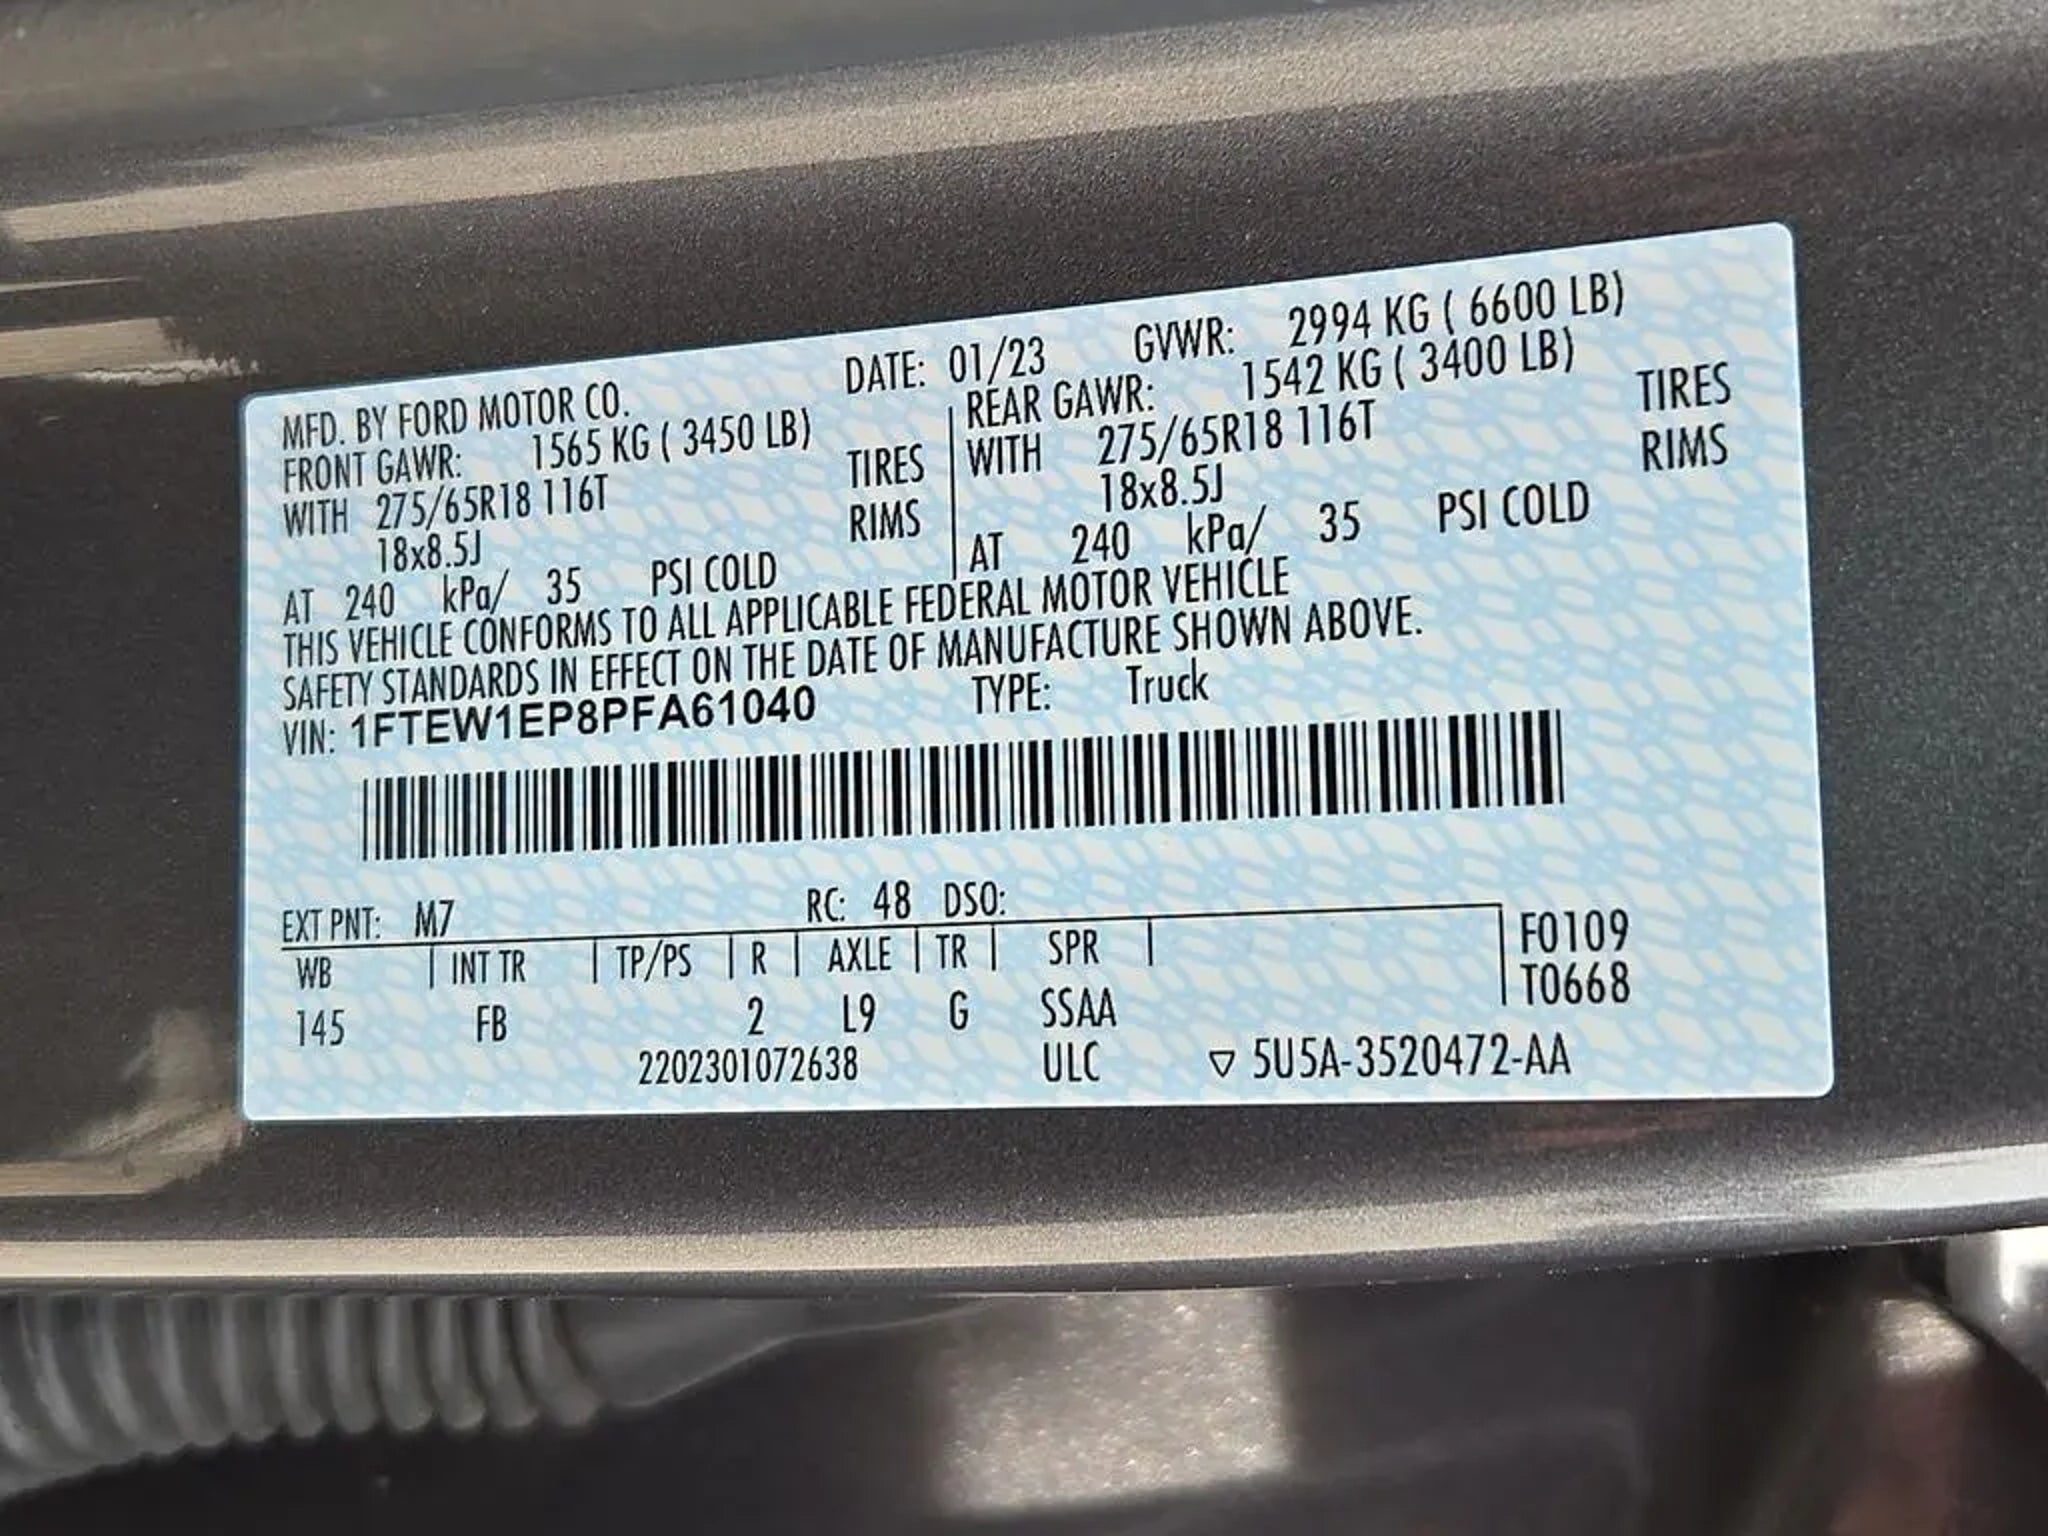 MFD. BY FORD MOTOR CO. DATE: 01/23 GVWR: 2994 KG ( 6600 LB)
FRONT GAWR: 1565 KG ( 3450 LB) REAR GAWR: 1542 KG ( 3400 LB)
WITH 275/65R18 116T TIRES WITH 275/65R18 116T TIRES
18x8.5J RIMS 18x8.5J RIMS
AT 240 kPa/ 35 PSI COLD AT 240 kPa/ 35 PSI COLD
THIS VEHICLE CONFORMS TO ALL APPLICABLE FEDERAL MOTOR VEHICLE
SAFETY STANDARDS IN EFFECT ON THE DATE OF MANUFACTURE SHOWN ABOVE.
VIN: 1FTEW1EP8PFA61040 TYPE: Truck
EXT PNT: M7 RC: 48 DSO:
WB INT TR TP/PS R AXLE TR SPR F0109
T0668
145 FB 2 L9 G SSAA
2202301072638 ULC ▽ 5U5A-3520472-AA